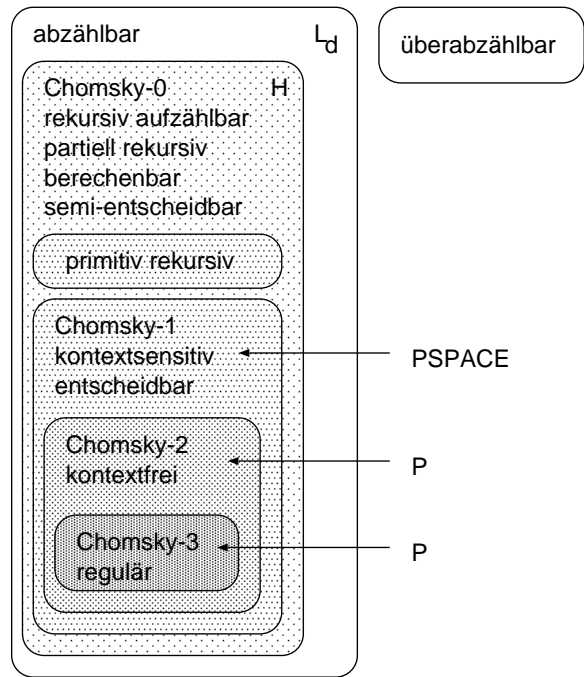 abzählbar
L_d
überabzählbar
Chomsky-0
H
rekursiv aufzählbar
partiell rekursiv
berechenbar
semi-entscheidbar
primitiv rekursiv
Chomsky-1
kontextsensitiv
entscheidbar
PSPACE
Chomsky-2
kontextfrei
P
Chomsky-3
regulär
P